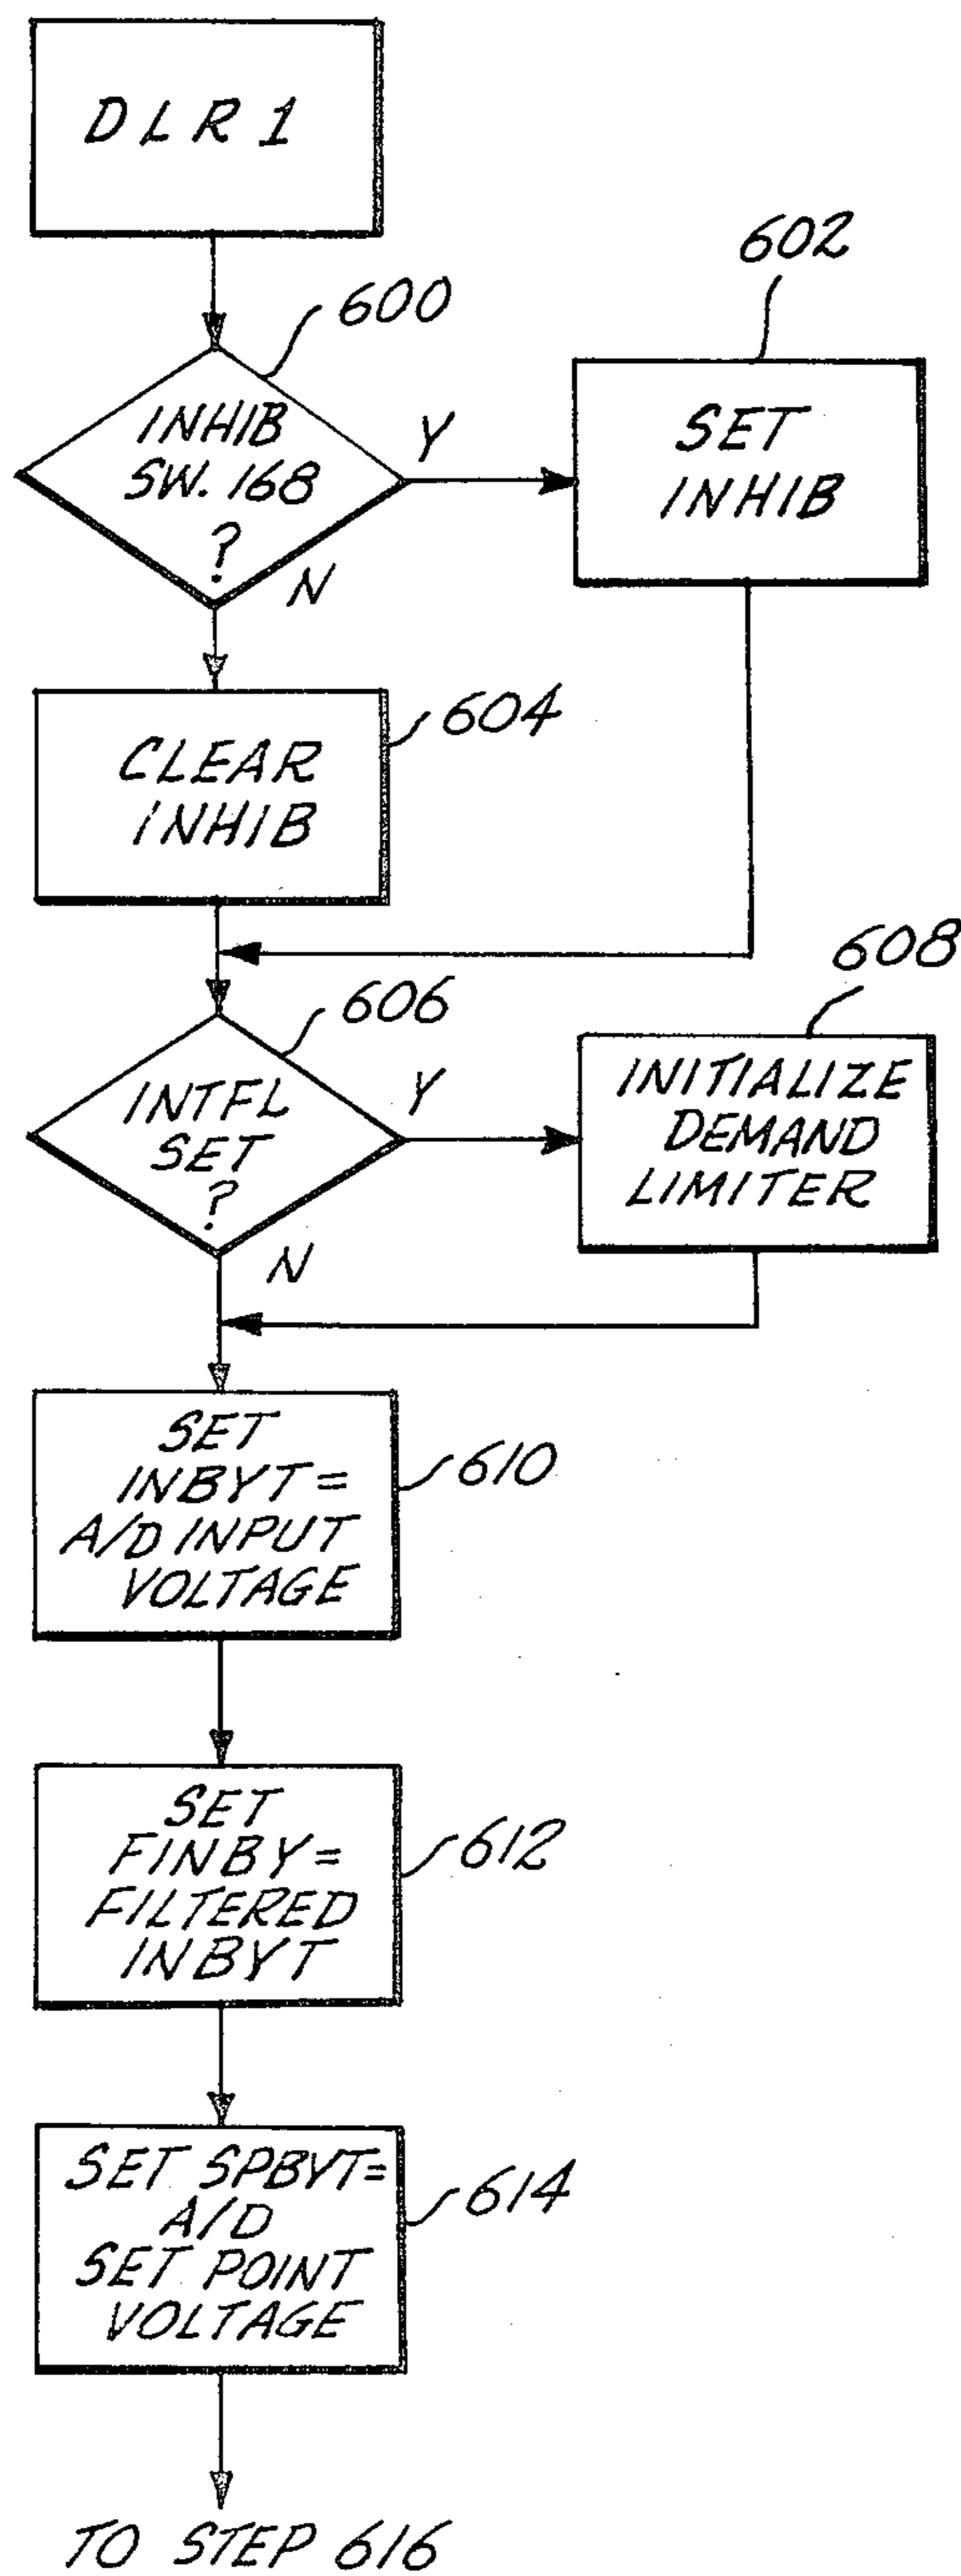 DLR 1
600
602
INHIB
SW. 168
?
Y
N
SET
INHIB
604
CLEAR
INHIB
606
608
INTFL
SET
?
Y
N
INITIALIZE
DEMAND
LIMITER
610
SET
INBYT=
A/D INPUT
VOLTAGE
612
SET
FINBY=
FILTERED
INBYT
614
SET SPBYT=
A/D
SET POINT
VOLTAGE
TO STEP 616